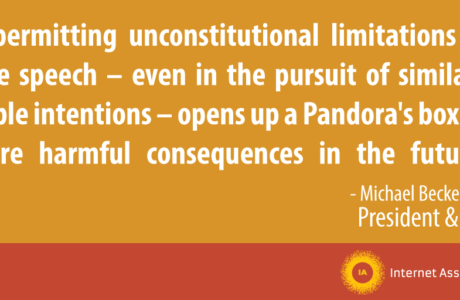 permitting unconstitutional limitations
e speech – even in the pursuit of simila
ble intentions – opens up a Pandora's box
re harmful consequences in the futu
- Michael Becke
President &
IA
Internet Ass